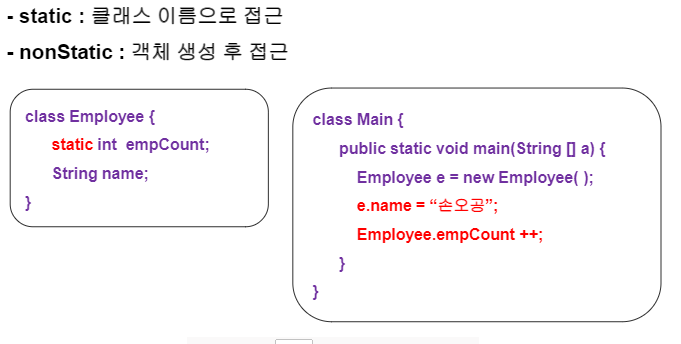 - static : 클래스 이름으로 접근
- nonStatic : 객체 생성 후 접근
class Employee {
static int empCount;
String name;
}
class Main {
public static void main(String [] a) {
Employee e = new Employee( );
e.name = “손오공”;
Employee.empCount ++;
}
}